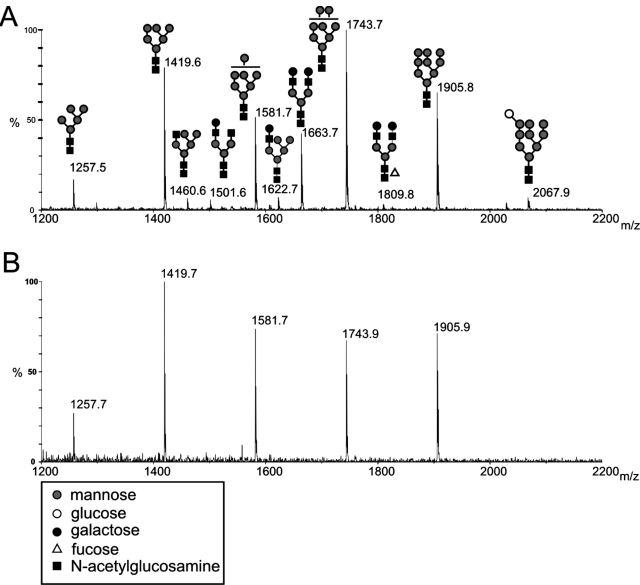 A
100
1743.7
1419.6
1905.8
%
50
1581.7
1663.7
1257.5
1460.6
1501.6
1622.7
1809.8
2067.9
0
1200 1400 1600 1800 2000 2200
m/z
B
100
1419.7
1581.7
1743.9
1905.9
% 50
1257.7
0
1200 1400 1600 1800 2000 2200
m/z
mannose
glucose
galactose
fucose
N-acetylglucosamine